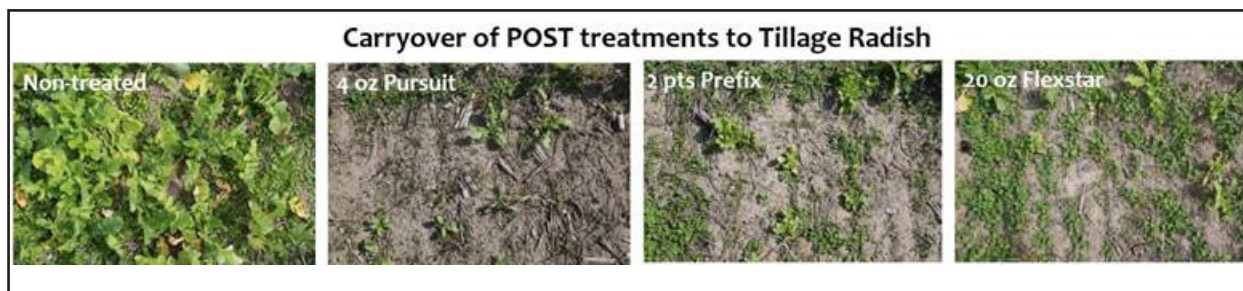 Carryover of POST treatments to Tillage Radish
Non-treated
4 oz Pursuit
2 pts Prefix
20 oz Flexstar